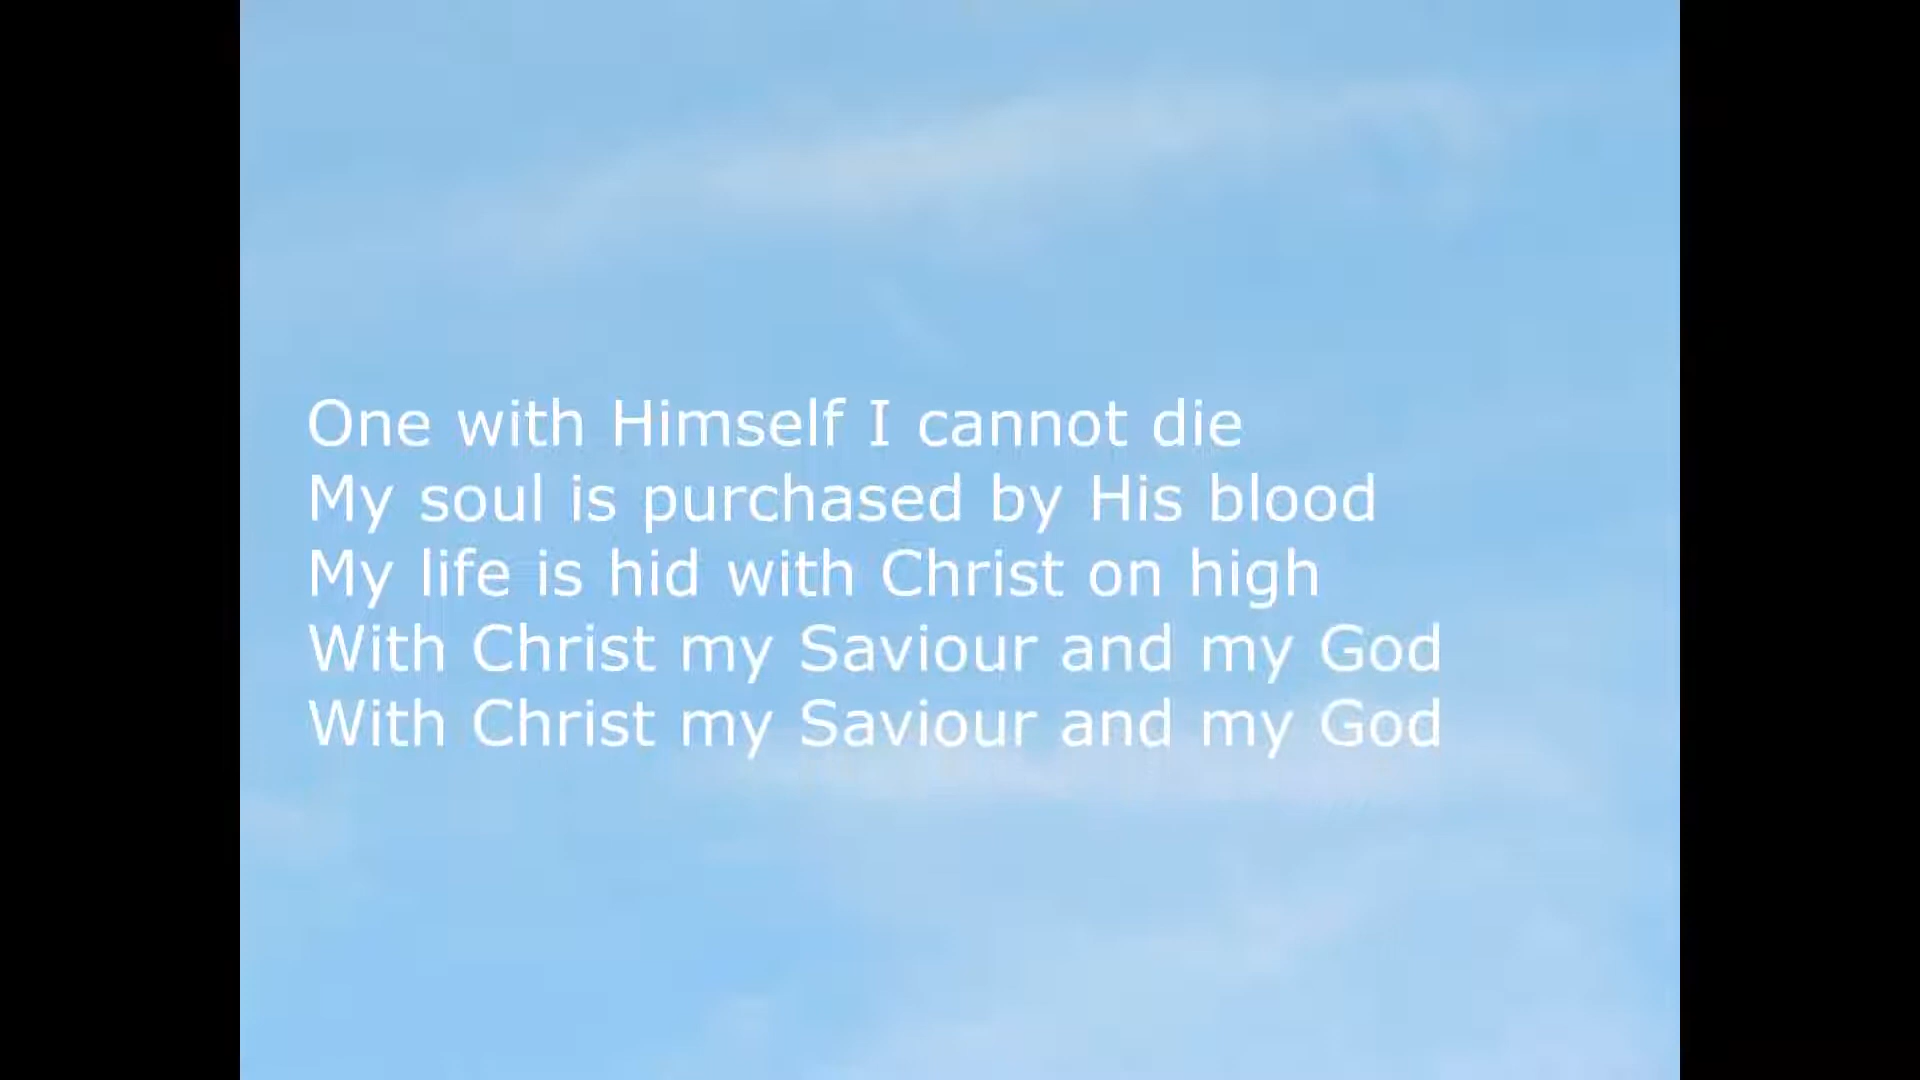 One with Himself I cannot die
My soul is purchased by His blood
My life is hid with Christ on high
With Christ my Saviour and my God
With Christ my Saviour and my God